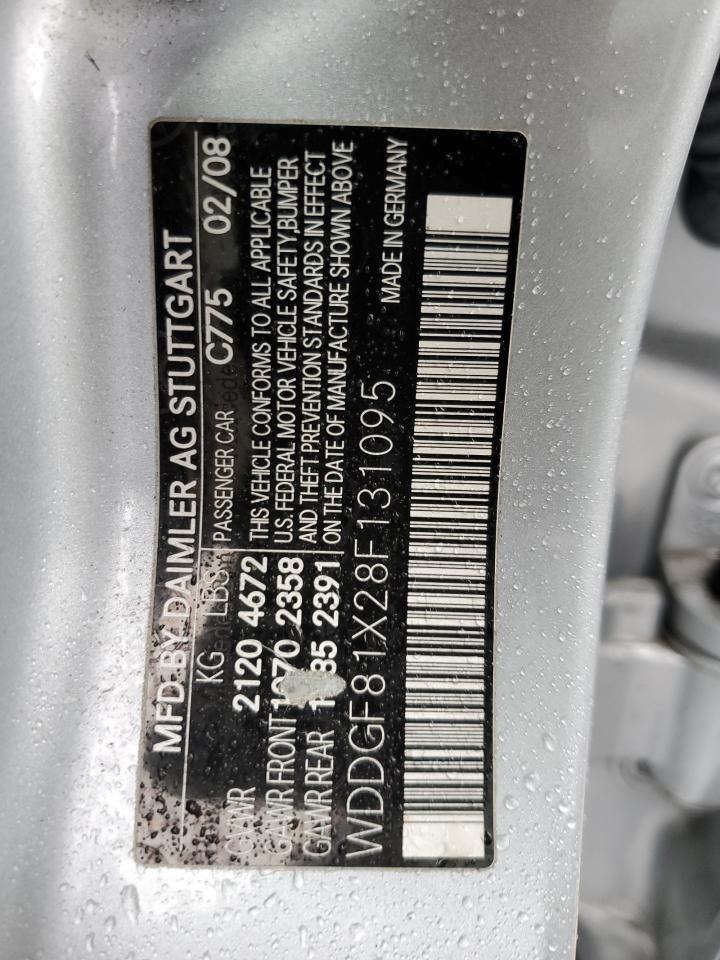 MFD BY DAIMLER AG STUTTGART
KG LBS PASSENGER CAR C775 02/08
GVWR 2120 4672 THIS VEHICLE CONFORMS TO ALL APPLICABLE
GAWR FRONT 1070 2358 U.S. FEDERAL MOTOR VEHICLE SAFETY,BUMPER
GAWR REAR 2391 AND THEFT PREVENTION STANDARDS IN EFFECT
ON THE DATE OF MANUFACTURE SHOWN ABOVE
WDDGF81X28F131095 MADE IN GERMANY